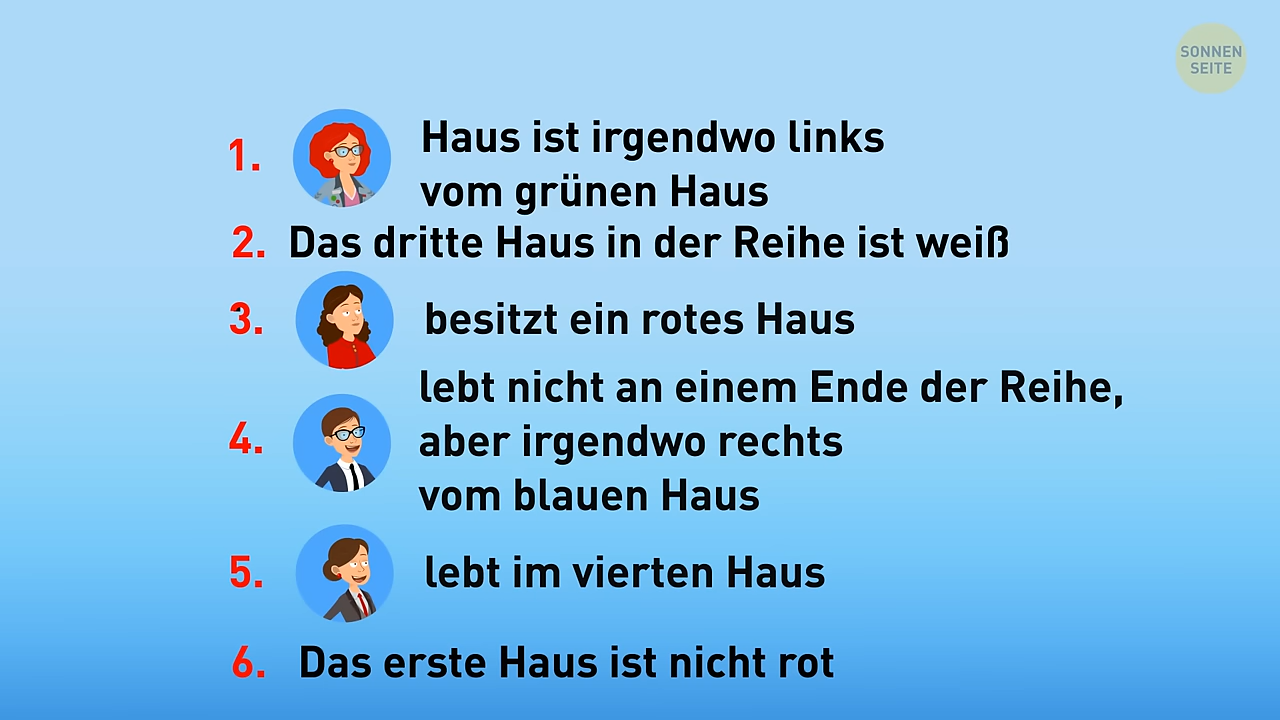 SONNEN
SEITE
1. Haus ist irgendwo links
vom grünen Haus
2. Das dritte Haus in der Reihe ist weiß
3. besitzt ein rotes Haus
lebt nicht an einem Ende der Reihe,
4. aber irgendwo rechts
vom blauen Haus
5. lebt im vierten Haus
6. Das erste Haus ist nicht rot